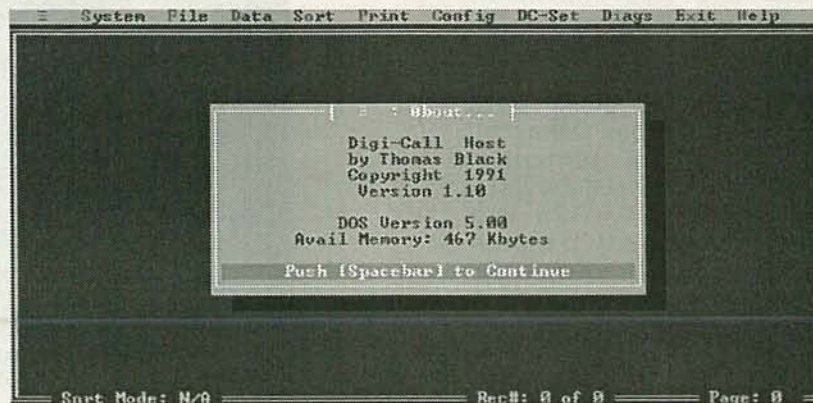 ≡ System File Data Sort Print Config DC-Set Diags Exit Help
[ ≡ : About... ]
Digi-Call Host
by Thomas Black
Copyright 1991
Version 1.10
DOS Version 5.00
Avail Memory: 467 Kbytes
Push [Spacebar] to Continue
Sort Mode: N/A Rec#: 0 of 0 Page: 0